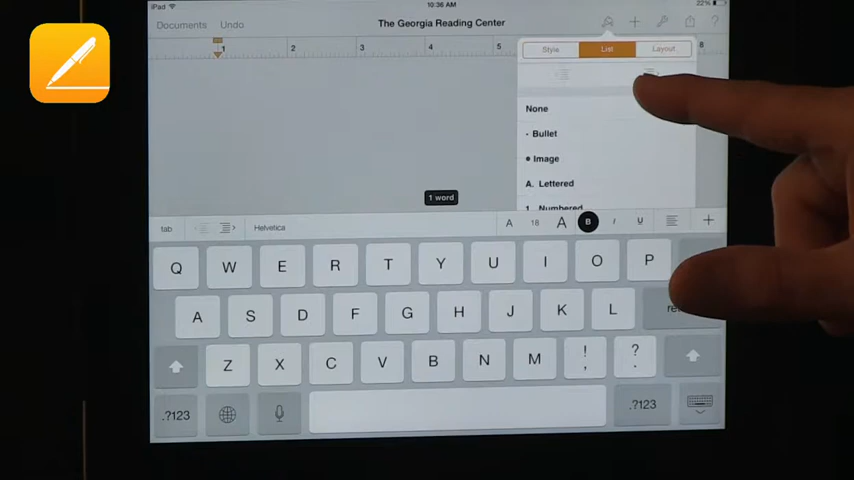 iPad 10:36 AM 22%
Documents Undo The Georgia Reading Center ?
1 2 3 4 5 8
Style List Layout
None
- Bullet
• Image
A. Lettered
1. Numbered
1 word
tab Helvetica A 18 A B I U +
Q W E R T Y U I O P
A S D F G H J K L
Z X C V B N M ! , ? .
.?123 .?123